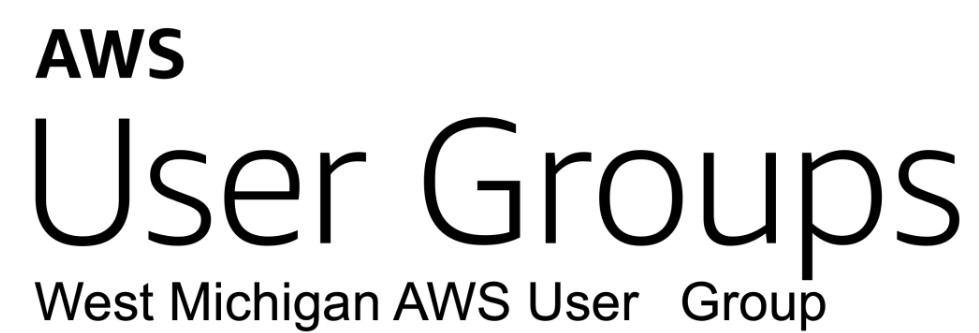 AWS
User Groups
West Michigan AWS User Group